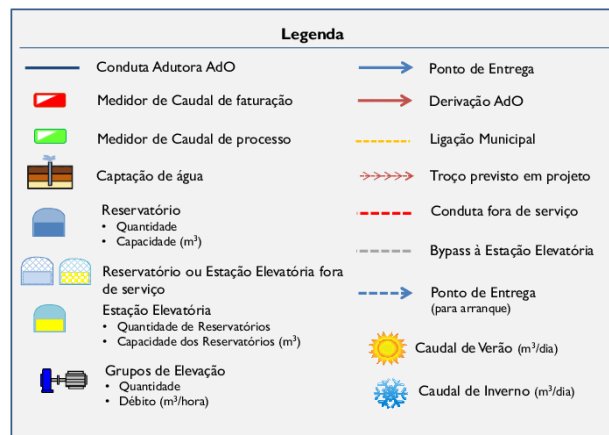 Legenda
Conduta Adutora AdO
Medidor de Caudal de faturação
Medidor de Caudal de processo
Captação de água
Reservatório
• Quantidade
• Capacidade (m³)
Reservatório ou Estação Elevatória fora
de serviço
Estação Elevatória
• Quantidade de Reservatórios
• Capacidade dos Reservatórios (m³)
Grupos de Elevação
• Quantidade
• Débito (m³/hora)
Ponto de Entrega
Derivação AdO
Ligação Municipal
Troço previsto em projeto
Conduta fora de serviço
Bypass à Estação Elevatória
Ponto de Entrega
(para arranque)
Caudal de Verão (m³/dia)
Caudal de Inverno (m³/dia)